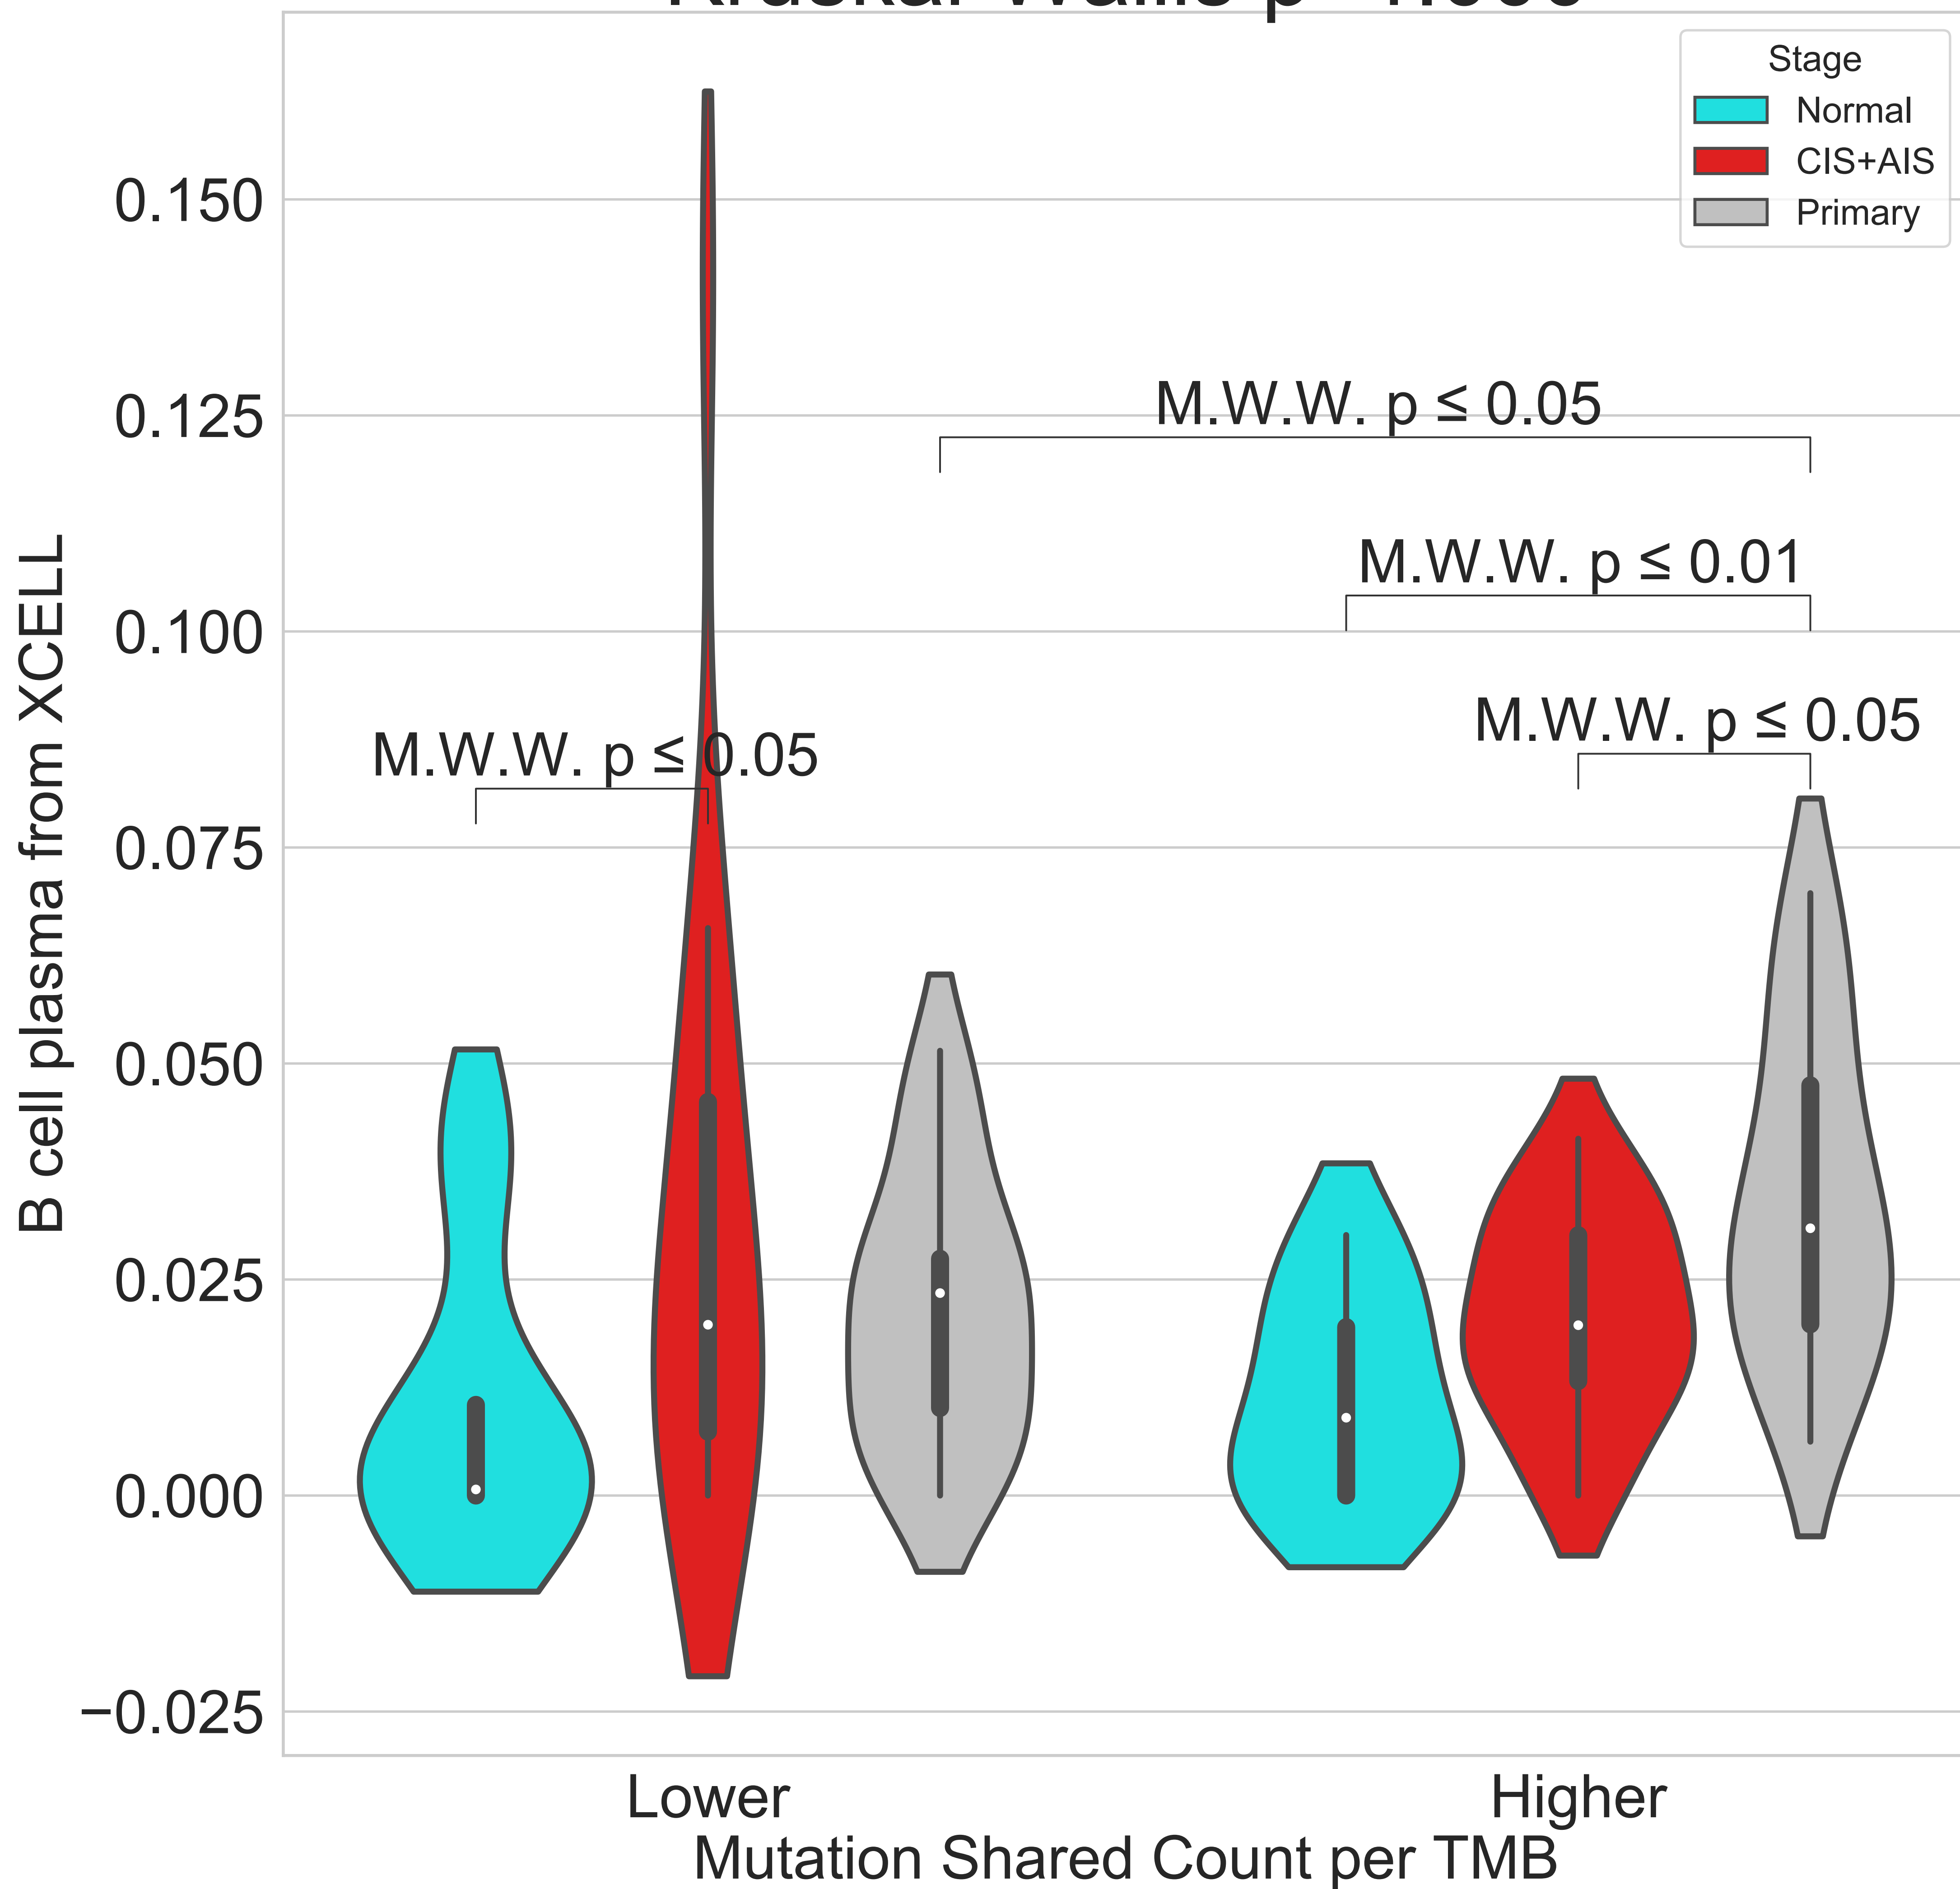 Stage
Normal
CIS+AIS
Primary
0.150
0.125
0.100
0.075
0.050
0.025
0.000
−0.025
B cell plasma from XCELL
M.W.W. p ≤ 0.05
M.W.W. p ≤ 0.01
M.W.W. p ≤ 0.05
M.W.W. p ≤ 0.05
Lower
Higher
Mutation Shared Count per TMB